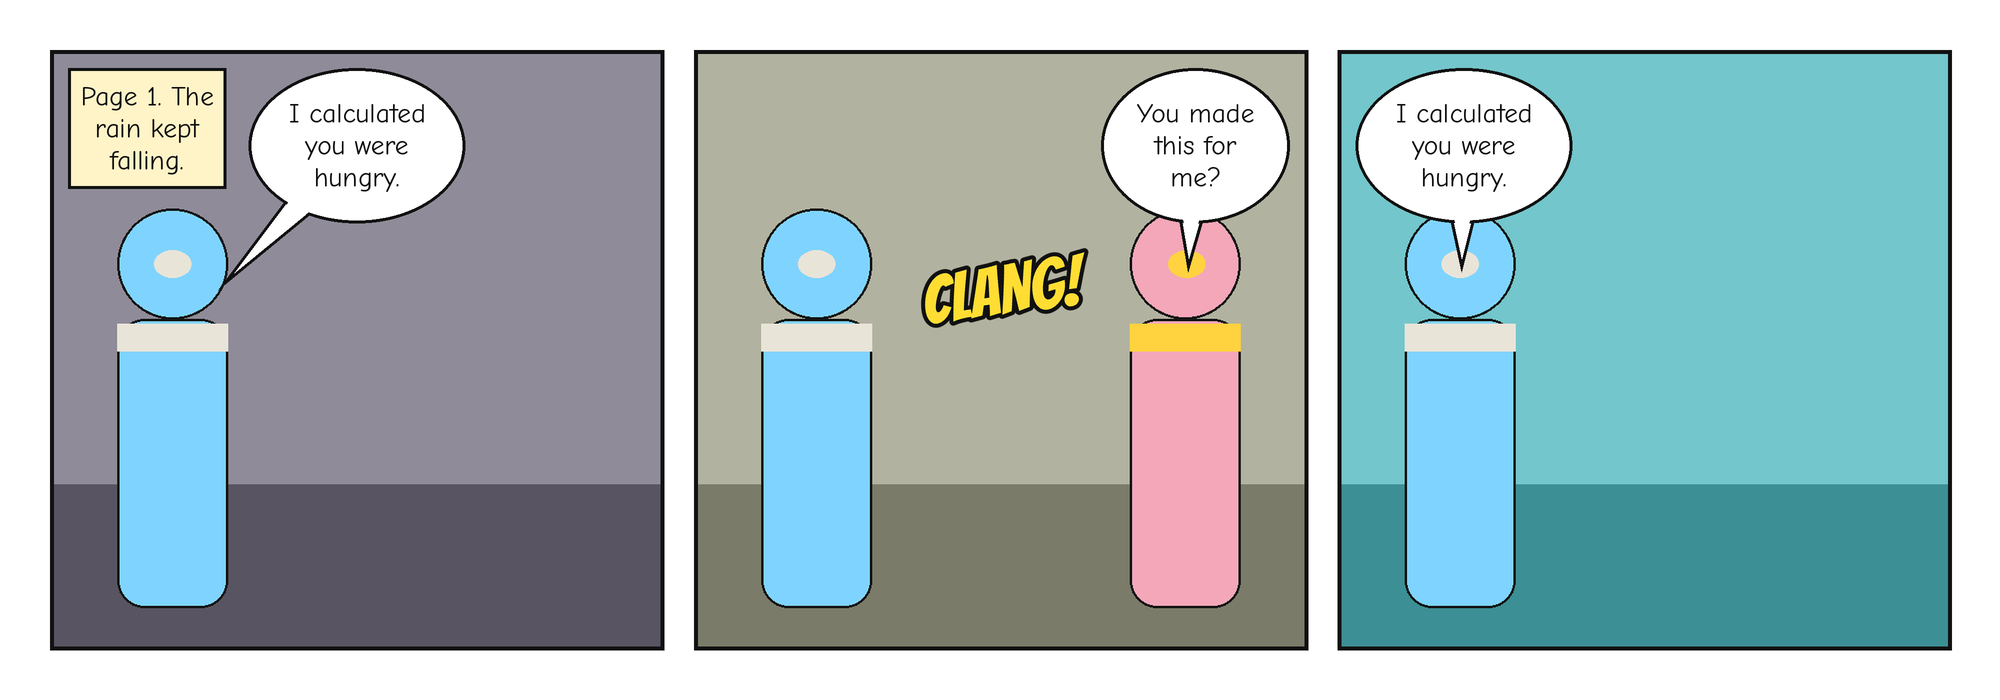 Page 1. The
rain kept
falling.
I calculated
you were
hungry.
CLANG!
You made
this for
me?
I calculated
you were
hungry.